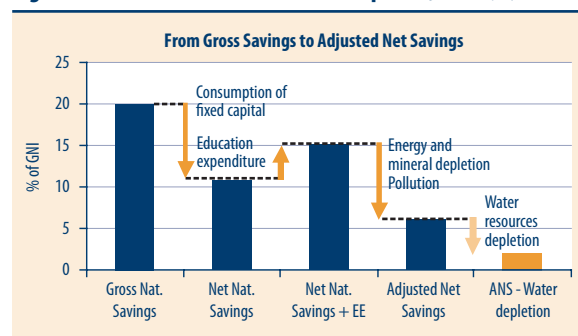 From Gross Savings to Adjusted Net Savings
% of GNI
25
20
15
10
5
0
Consumption of
fixed capital
Education
expenditure
Energy and
mineral depletion
Pollution
Water
resources
depletion
Gross Nat.
Savings
Net Nat.
Savings
Net Nat.
Savings + EE
Adjusted Net
Savings
ANS - Water
depletion